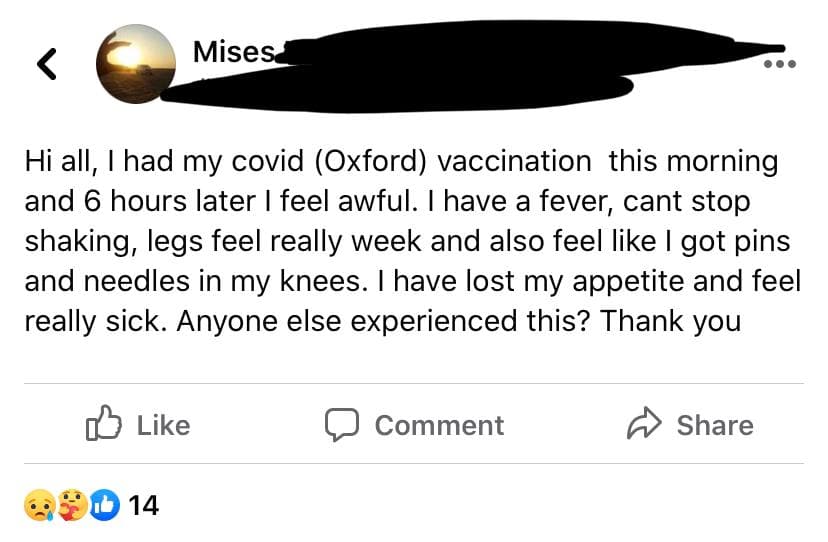 Mises
Hi all, I had my covid (Oxford) vaccination  this morning
and 6 hours later I feel awful. I have a fever, cant stop
shaking, legs feel really week and also feel like I got pins
and needles in my knees. I have lost my appetite and feel
really sick. Anyone else experienced this? Thank you
Like Comment Share
14